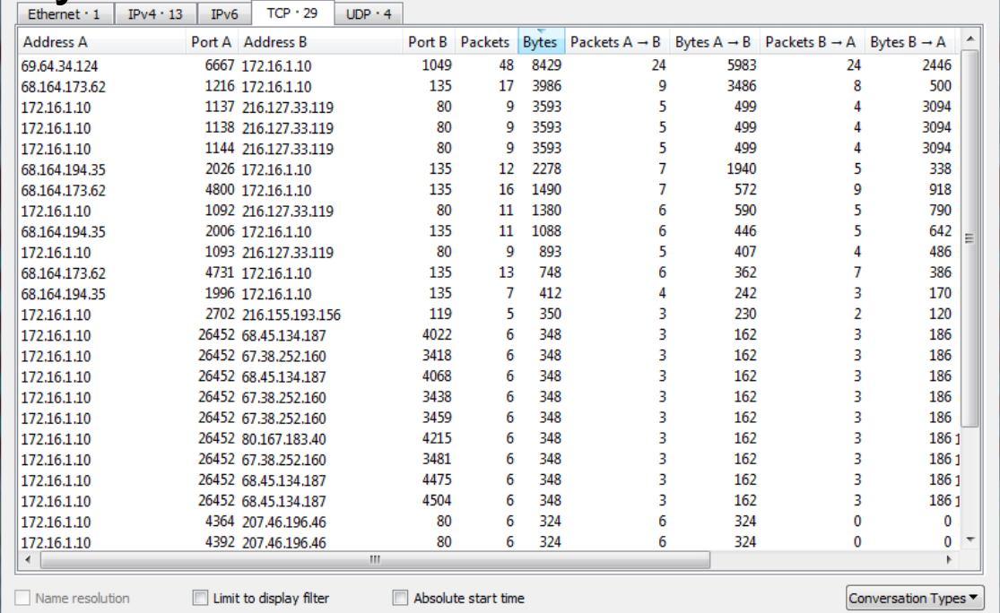 Ethernet · 1 IPv4 · 13 IPv6 TCP · 29 UDP · 4
Address A Port A Address B Port B Packets Bytes Packets A → B Bytes A → B Packets B → A Bytes B → A
69.64.34.124 6667 172.16.1.10 1049 48 8429 24 5983 24 2446
68.164.173.62 1216 172.16.1.10 135 17 3986 9 3486 8 500
172.16.1.10 1137 216.127.33.119 80 9 3593 5 499 4 3094
172.16.1.10 1138 216.127.33.119 80 9 3593 5 499 4 3094
172.16.1.10 1144 216.127.33.119 80 9 3593 5 499 4 3094
68.164.194.35 2026 172.16.1.10 135 12 2278 7 1940 5 338
68.164.173.62 4800 172.16.1.10 135 16 1490 7 572 9 918
172.16.1.10 1092 216.127.33.119 80 11 1380 6 590 5 790
68.164.194.35 2006 172.16.1.10 135 11 1088 6 446 5 642
172.16.1.10 1093 216.127.33.119 80 9 893 5 407 4 486
68.164.173.62 4731 172.16.1.10 135 13 748 6 362 7 386
68.164.194.35 1996 172.16.1.10 135 7 412 4 242 3 170
172.16.1.10 2702 216.155.193.156 119 5 350 3 230 2 120
172.16.1.10 26452 68.45.134.187 4022 6 348 3 162 3 186
172.16.1.10 26452 67.38.252.160 3418 6 348 3 162 3 186
172.16.1.10 26452 68.45.134.187 4068 6 348 3 162 3 186
172.16.1.10 26452 67.38.252.160 3438 6 348 3 162 3 186
172.16.1.10 26452 67.38.252.160 3459 6 348 3 162 3 186
172.16.1.10 26452 80.167.183.40 4215 6 348 3 162 3 186 1
172.16.1.10 26452 67.38.252.160 3481 6 348 3 162 3 186 1
172.16.1.10 26452 68.45.134.187 4475 6 348 3 162 3 186 1
172.16.1.10 26452 68.45.134.187 4504 6 348 3 162 3 186 1
172.16.1.10 4364 207.46.196.46 80 6 324 6 324 0 0
172.16.1.10 4392 207.46.196.46 80 6 324 6 324 0 0
Name resolution Limit to display filter Absolute start time Conversation Types